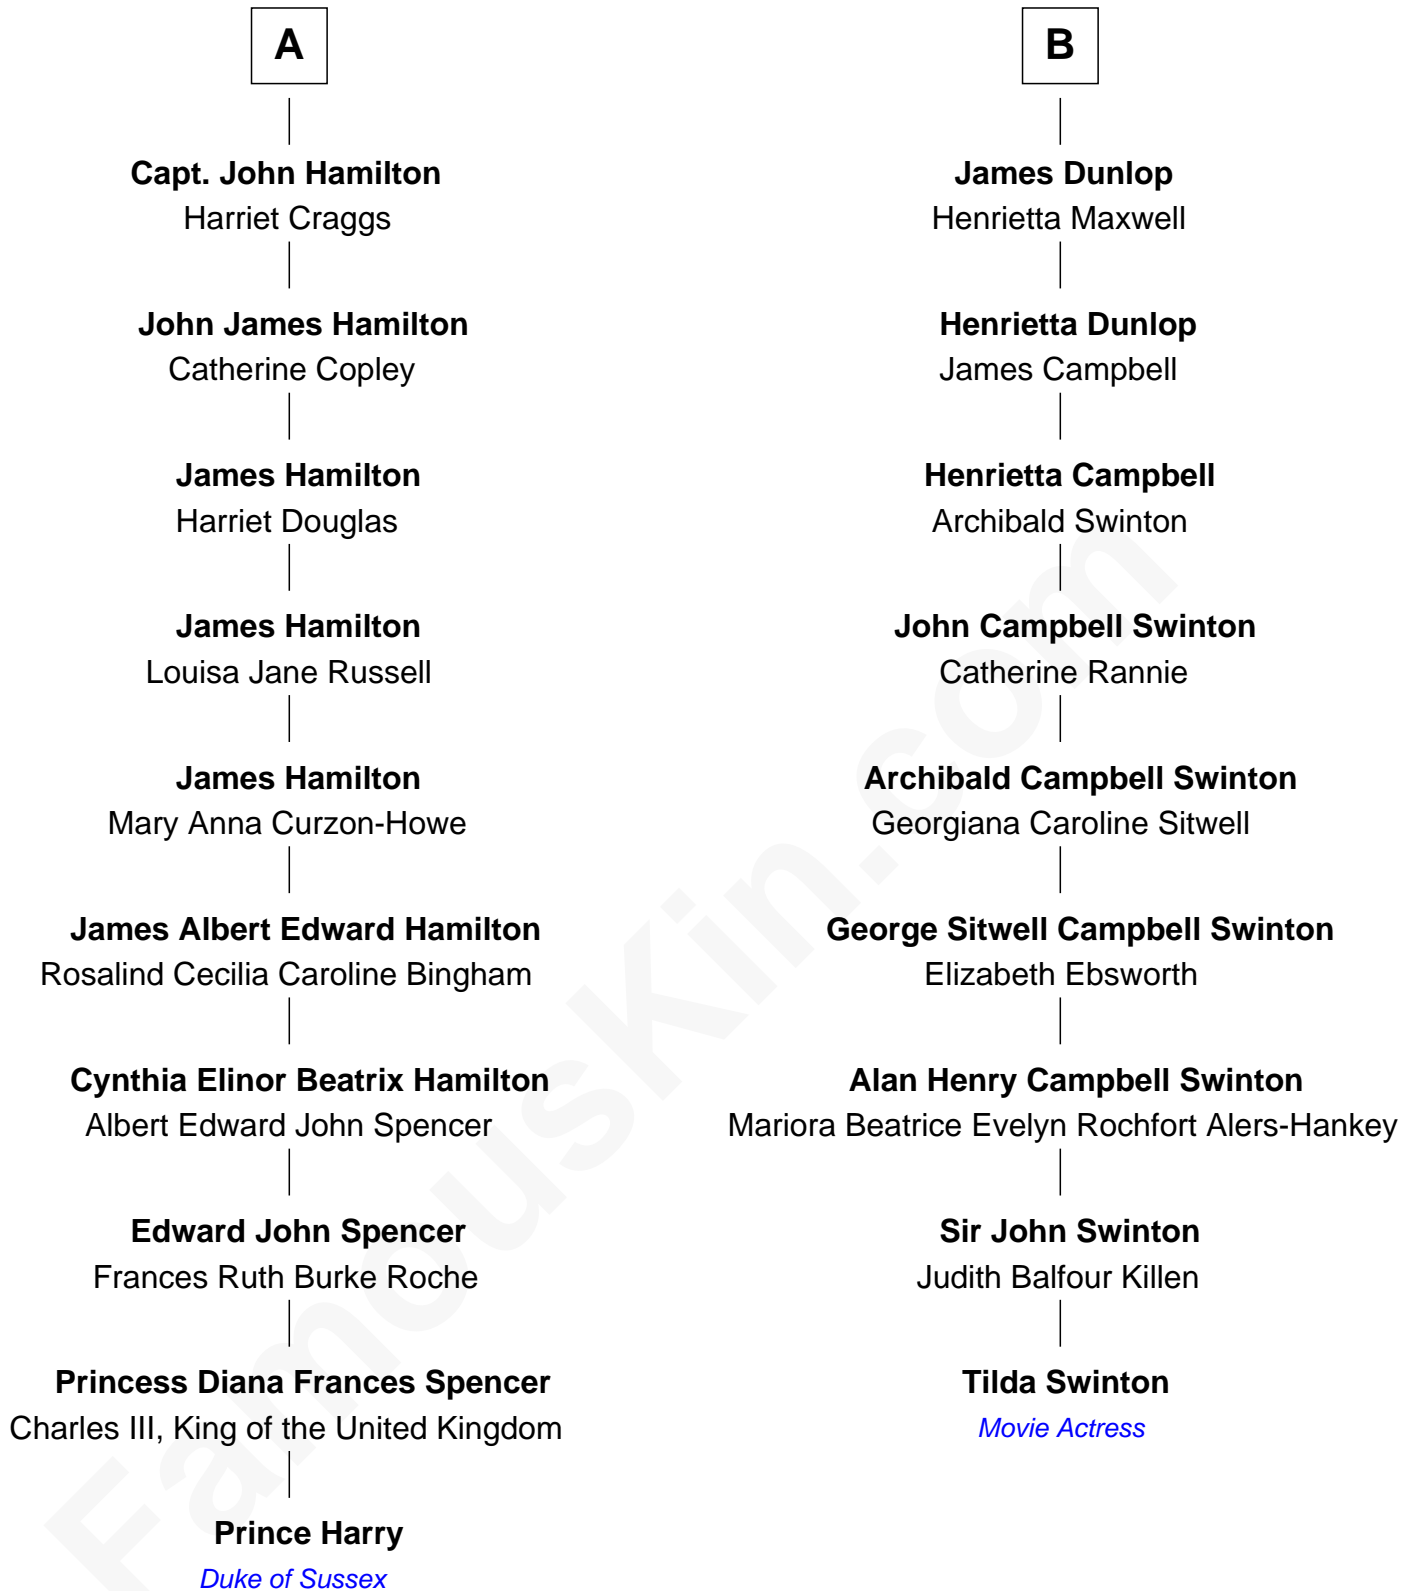 A
Capt. John Hamilton
Harriet Craggs
John James Hamilton
Catherine Copley
James Hamilton
Harriet Douglas
James Hamilton
Louisa Jane Russell
James Hamilton
Mary Anna Curzon-Howe
James Albert Edward Hamilton
Rosalind Cecilia Caroline Bingham
Cynthia Elinor Beatrix Hamilton
Albert Edward John Spencer
Edward John Spencer
Frances Ruth Burke Roche
Princess Diana Frances Spencer
Charles III, King of the United Kingdom
Prince Harry
Duke of Sussex
B
James Dunlop
Henrietta Maxwell
Henrietta Dunlop
James Campbell
Henrietta Campbell
Archibald Swinton
John Campbell Swinton
Catherine Rannie
Archibald Campbell Swinton
Georgiana Caroline Sitwell
George Sitwell Campbell Swinton
Elizabeth Ebsworth
Alan Henry Campbell Swinton
Mariora Beatrice Evelyn Rochfort Alers-Hankey
Sir John Swinton
Judith Balfour Killen
Tilda Swinton
Movie Actress
FamousKin.com